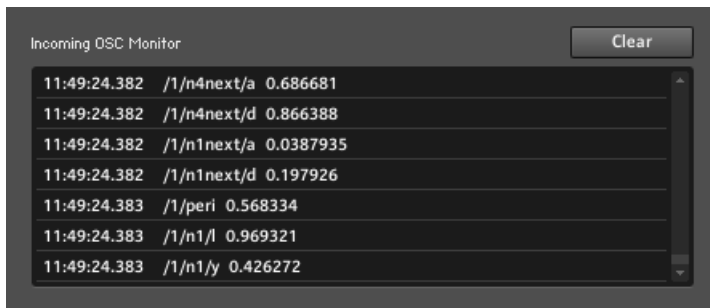 Incoming OSC Monitor
Clear
11:49:24.382 /1/n4next/a 0.686681
11:49:24.382 /1/n4next/d 0.866388
11:49:24.382 /1/n1next/a 0.0387935
11:49:24.382 /1/n1next/d 0.197926
11:49:24.383 /1/peri 0.568334
11:49:24.383 /1/n1/l 0.969321
11:49:24.383 /1/n1/y 0.426272